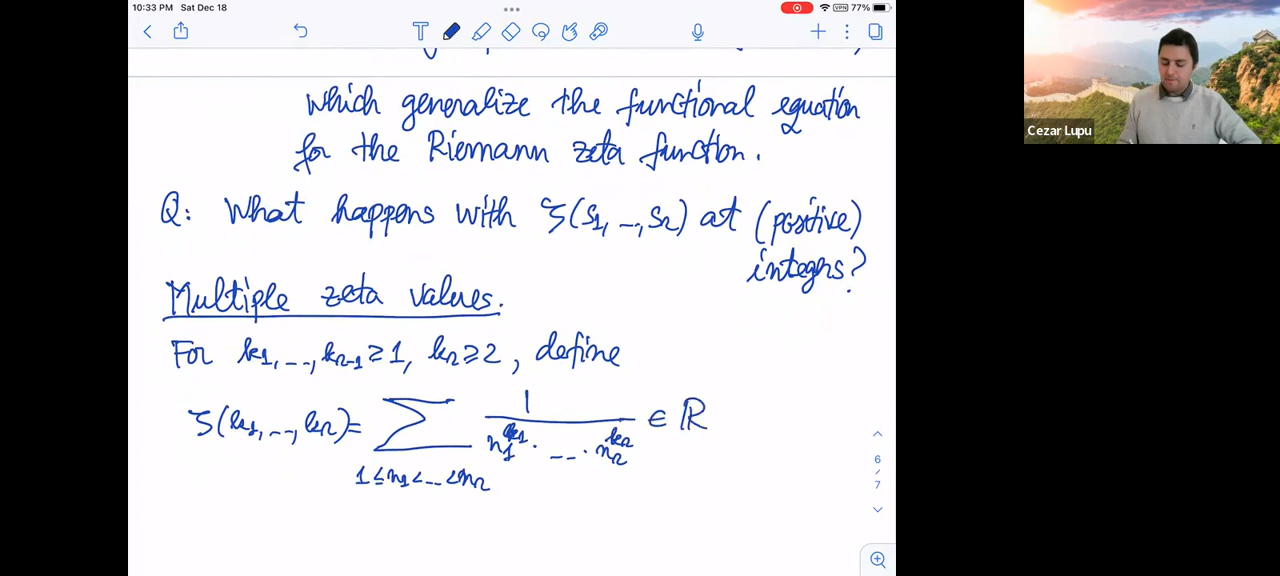 10:33 PM Sat Dec 18
VPN 77%
which generalize the functional equation
for the Riemann zeta function.
Q: What happens with ζ(s1, --, sr) at (positive)
integers?
Multiple zeta values.
For k1, --, kr-1 ≥ 1, kr ≥ 2, define
ζ(k1, --, kr) = ∑ 1 / n1^k1 · -- · nr^kr ∈ ℝ
1 ≤ n1 < -- < nr
6 / 7
Cezar Lupu